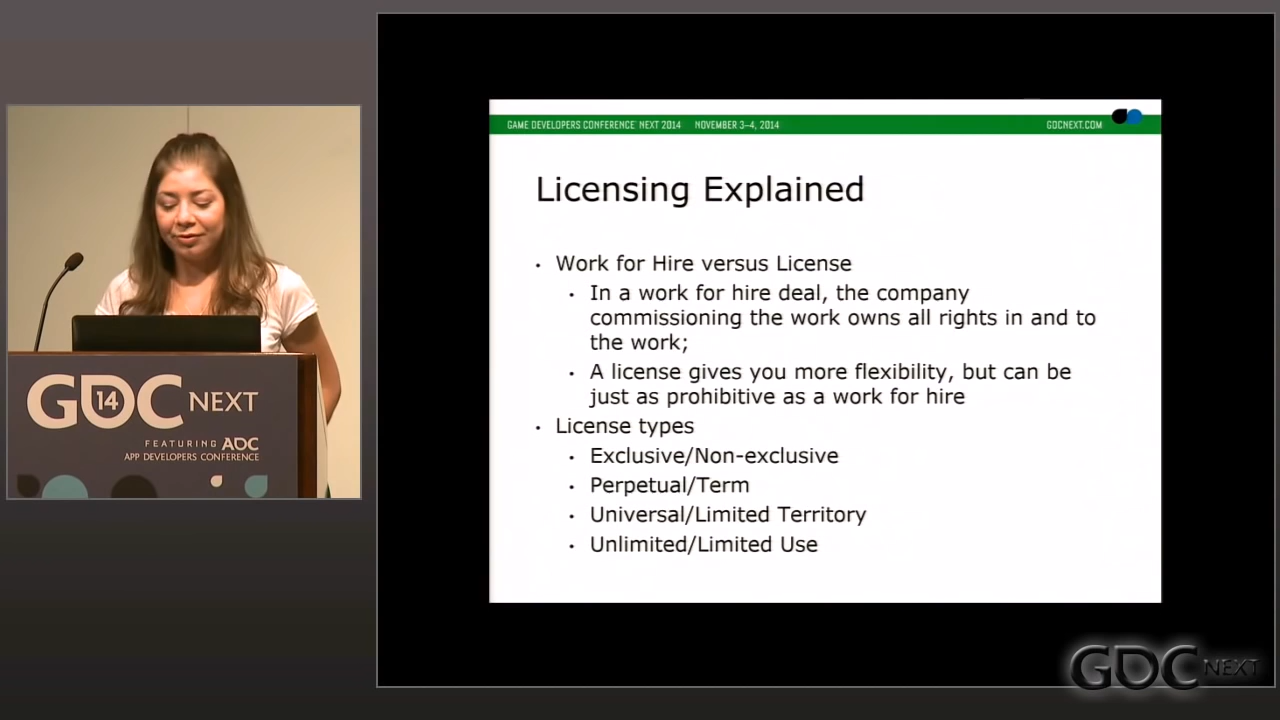 GAME DEVELOPERS CONFERENCE NEXT 2014 NOVEMBER 3–4, 2014 GDCNEXT.COM
Licensing Explained
• Work for Hire versus License
• In a work for hire deal, the company
commissioning the work owns all rights in and to
the work;
• A license gives you more flexibility, but can be
just as prohibitive as a work for hire
• License types
• Exclusive/Non-exclusive
• Perpetual/Term
• Universal/Limited Territory
• Unlimited/Limited Use
GDC 14 NEXT
FEATURING ADC
APP DEVELOPERS CONFERENCE
GDC NEXT